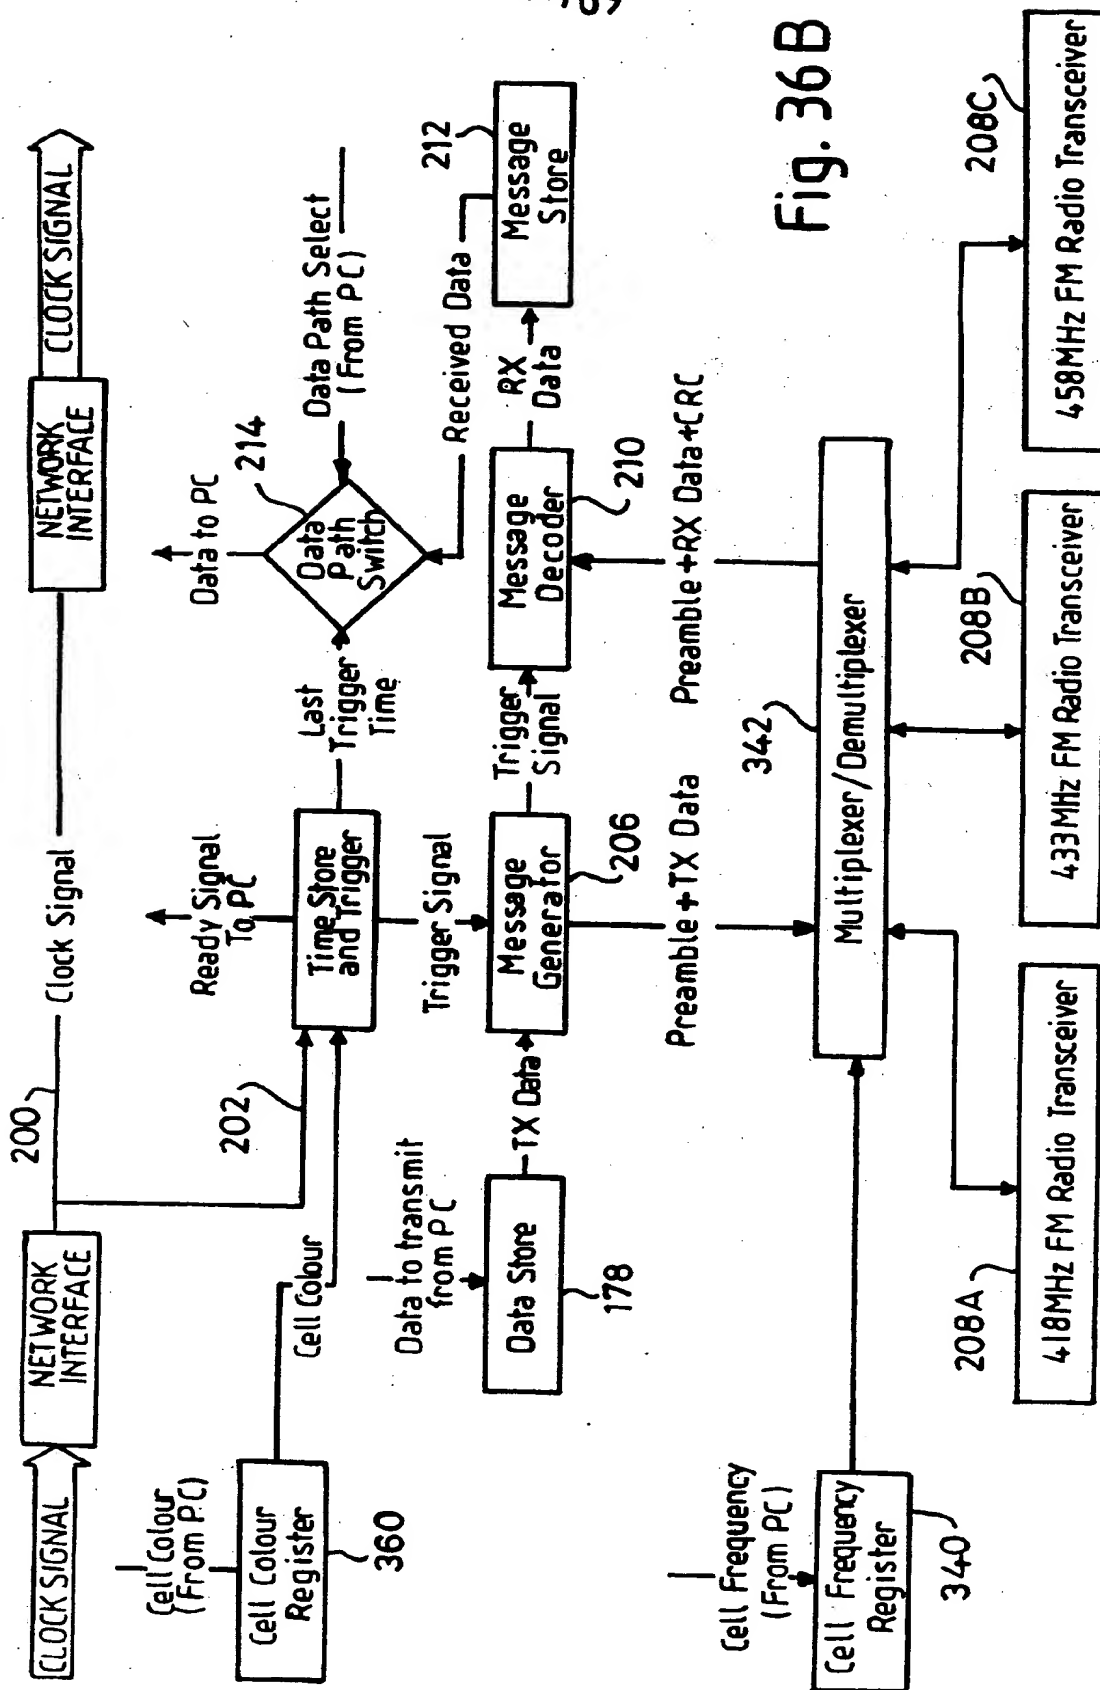 CLOCK SIGNAL
NETWORK
INTERFACE
200
Clock Signal
NETWORK
INTERFACE
CLOCK SIGNAL
Cell Colour
(From PC)
Cell Colour
Register
360
Cell Colour
202
Ready Signal
To PC
Time Store
and Trigger
Last
Trigger
Time
Data to PC
214
Data
Path
Switch
Data Path Select
(From PC)
Trigger Signal
Received Data
Data to transmit
from PC
Data Store
178
TX Data
Message
Generator
206
Trigger
Signal
Message
Decoder
210
RX
Data
Message
Store
212
Preamble+TX Data
Preamble+RX Data+CRC
Cell Frequency
(From PC)
Cell Frequency
Register
340
Multiplexer/Demultiplexer
342
208A
418MHz FM Radio Transceiver
208B
433MHz FM Radio Transceiver
208C
458MHz FM Radio Transceiver
Fig. 36B